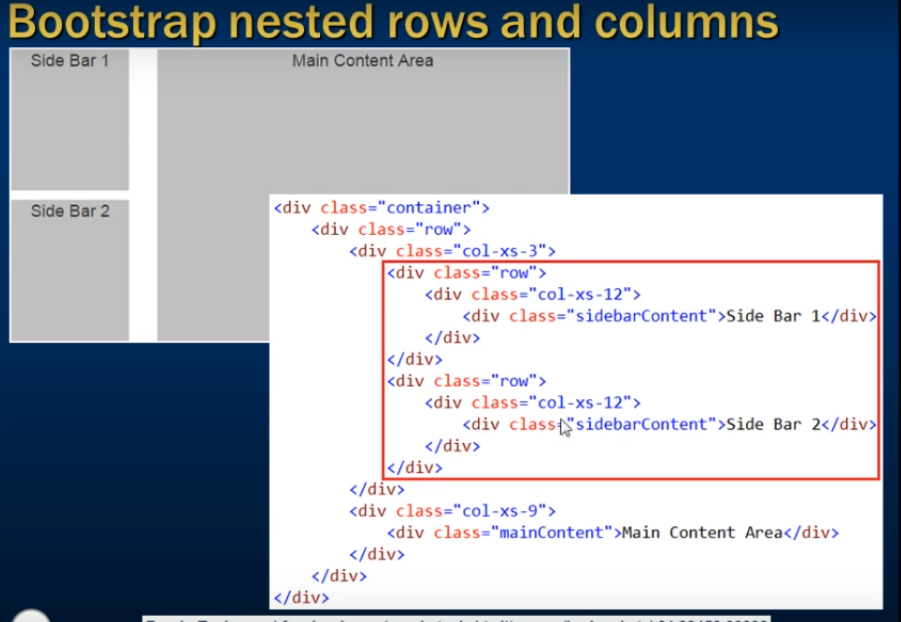 Bootstrap nested rows and columns
Side Bar 1
Main Content Area
Side Bar 2
<div class="container">
<div class="row">
<div class="col-xs-3">
<div class="row">
<div class="col-xs-12">
<div class="sidebarContent">Side Bar 1</div>
</div>
</div>
<div class="row">
<div class="col-xs-12">
<div class="sidebarContent">Side Bar 2</div>
</div>
</div>
</div>
<div class="col-xs-9">
<div class="mainContent">Main Content Area</div>
</div>
</div>
</div>